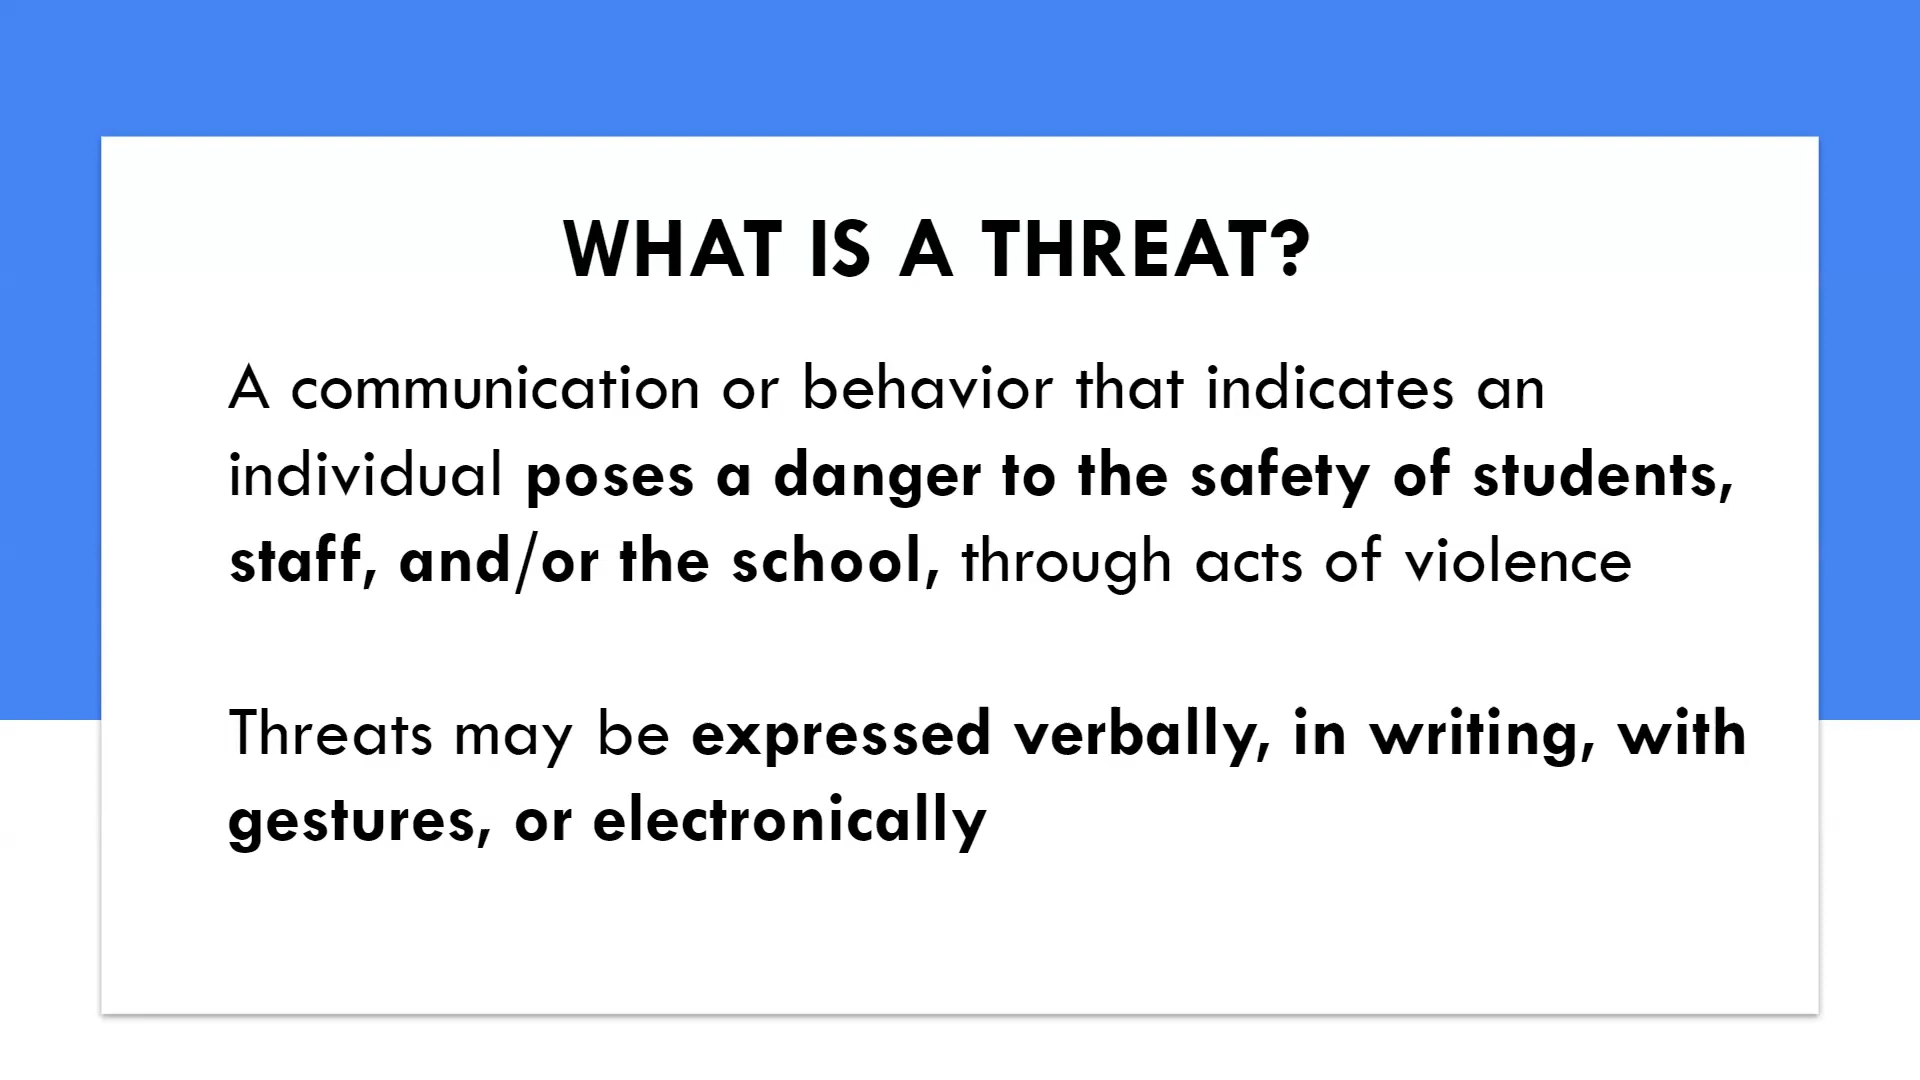 WHAT IS A THREAT?
A communication or behavior that indicates an
individual poses a danger to the safety of students,
staff, and/or the school, through acts of violence
Threats may be expressed verbally, in writing, with
gestures, or electronically